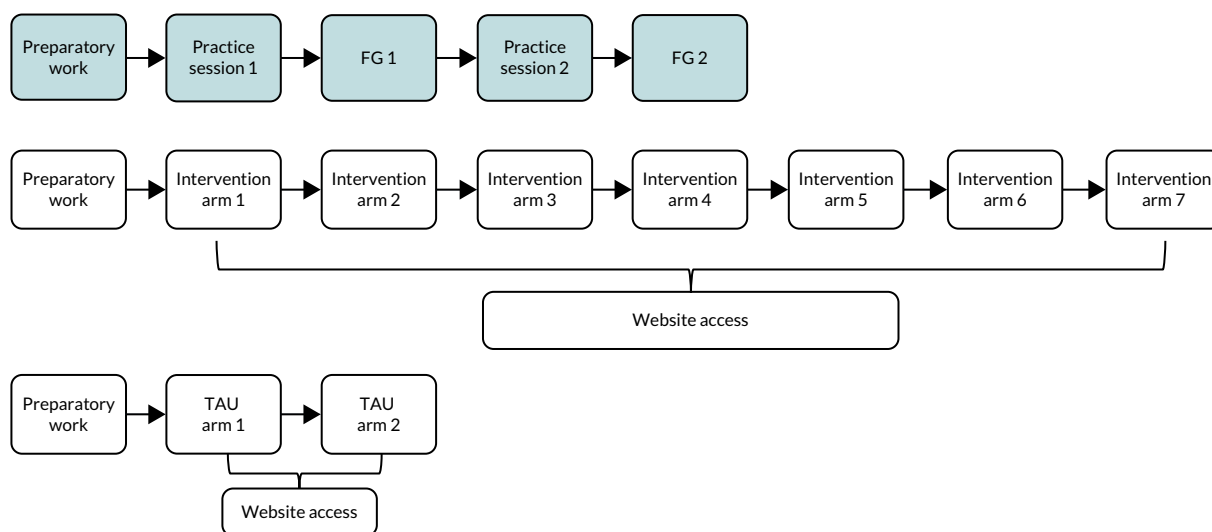 Preparatory
work
Practice
session 1
FG 1
Practice
session 2
FG 2
Preparatory
work
Intervention
arm 1
Intervention
arm 2
Intervention
arm 3
Intervention
arm 4
Intervention
arm 5
Intervention
arm 6
Intervention
arm 7
Website access
Preparatory
work
TAU
arm 1
TAU
arm 2
Website access